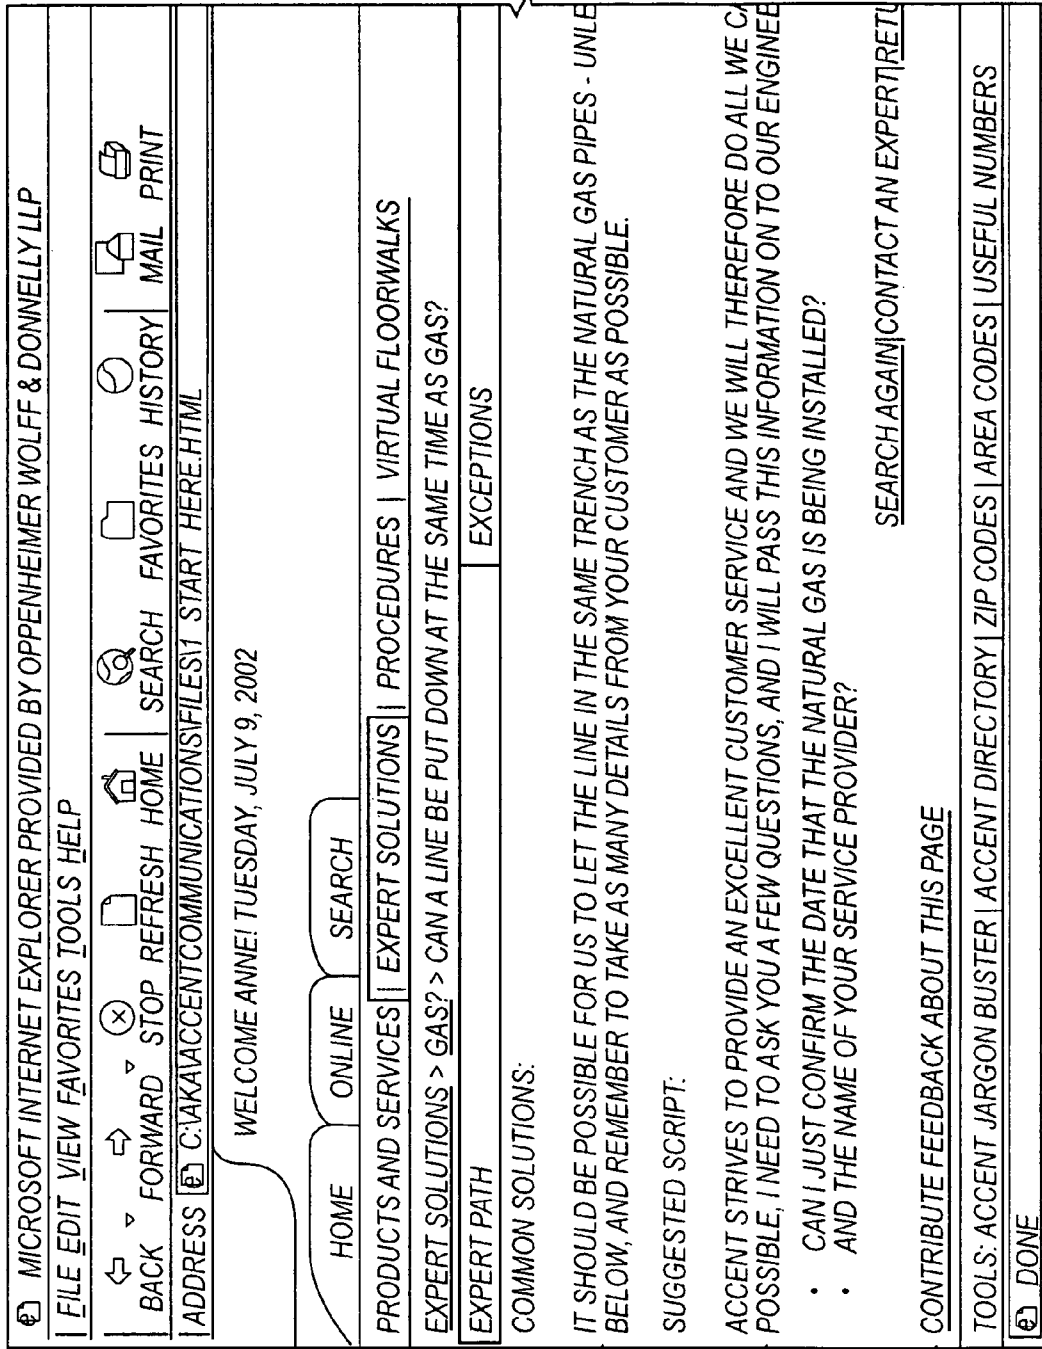 MICROSOFT INTERNET EXPLORER PROVIDED BY OPPENHEIMER WOLFF & DONNELLY LLP
FILE EDIT VIEW FAVORITES TOOLS HELP
BACK FORWARD STOP REFRESH HOME SEARCH FAVORITES HISTORY MAIL PRINT
ADDRESS C:\AKA\ACCENTCOMMUNICATIONS\FILES\1 START HERE.HTML
WELCOME ANNE! TUESDAY, JULY 9, 2002
HOME ONLINE SEARCH
PRODUCTS AND SERVICES | EXPERT SOLUTIONS | PROCEDURES | VIRTUAL FLOORWALKS
EXPERT SOLUTIONS > GAS? > CAN A LINE BE PUT DOWN AT THE SAME TIME AS GAS?
EXPERT PATH EXCEPTIONS
COMMON SOLUTIONS:
IT SHOULD BE POSSIBLE FOR US TO LET THE LINE IN THE SAME TRENCH AS THE NATURAL GAS PIPES - UNLE
BELOW, AND REMEMBER TO TAKE AS MANY DETAILS FROM YOUR CUSTOMER AS POSSIBLE.
SUGGESTED SCRIPT:
ACCENT STRIVES TO PROVIDE AN EXCELLENT CUSTOMER SERVICE AND WE WILL THEREFORE DO ALL WE CA
POSSIBLE, I NEED TO ASK YOU A FEW QUESTIONS, AND I WILL PASS THIS INFORMATION ON TO OUR ENGINEE
• CAN I JUST CONFIRM THE DATE THAT THE NATURAL GAS IS BEING INSTALLED?
• AND THE NAME OF YOUR SERVICE PROVIDER?
SEARCH AGAIN|CONTACT AN EXPERT|RETU
CONTRIBUTE FEEDBACK ABOUT THIS PAGE
TOOLS: ACCENT JARGON BUSTER | ACCENT DIRECTORY | ZIP CODES | AREA CODES | USEFUL NUMBERS
DONE